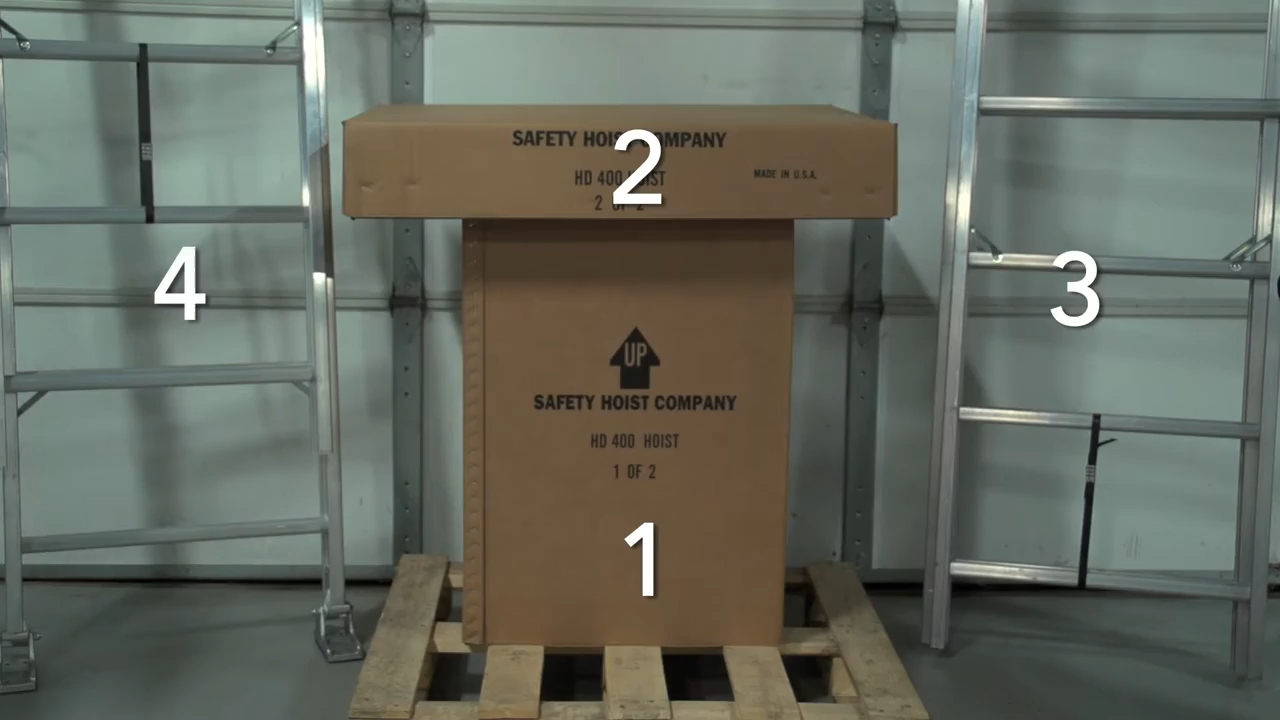 SAFETY HOIST COMPANY
2
HD 400 HOIST
MADE IN U.S.A.
2 OF 2
4
3
UP
SAFETY HOIST COMPANY
HD 400 HOIST
1 OF 2
1